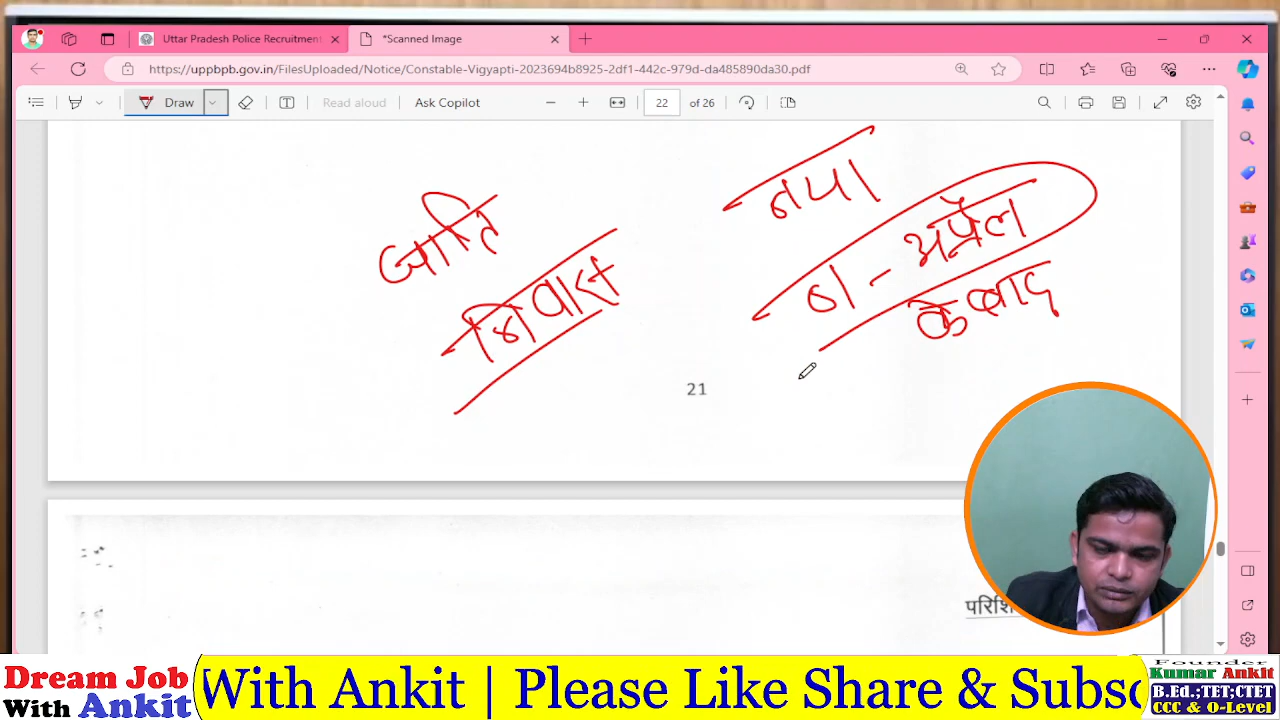 Uttar Pradesh Police Recruitment
*Scanned Image
https://uppbpb.gov.in/FilesUploaded/Notice/Constable-Vigyapti-2023694b8925-2df1-442c-979d-da485890da30.pdf
Draw
Read aloud
Ask Copilot
22 of 26
नया
जाति
निवास
01 - अप्रैल
के बाद
21
परिशि
Dream Job
With Ankit
With Ankit | Please Like Share & Subsc
Founder
Kumar Ankit
B.Ed.;TET;CTET
CCC & O-Level